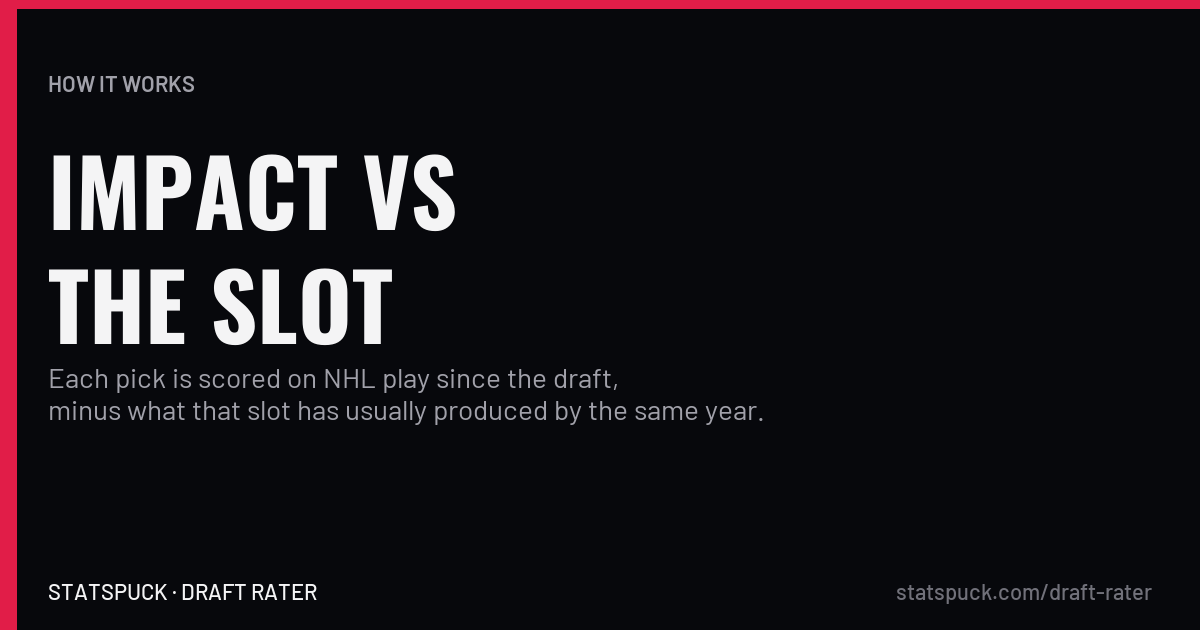 HOW IT WORKS
IMPACT VS
THE SLOT
Each pick is scored on NHL play since the draft,
minus what that slot has usually produced by the same year.
STATSPUCK · DRAFT RATER
statspuck.com/draft-rater